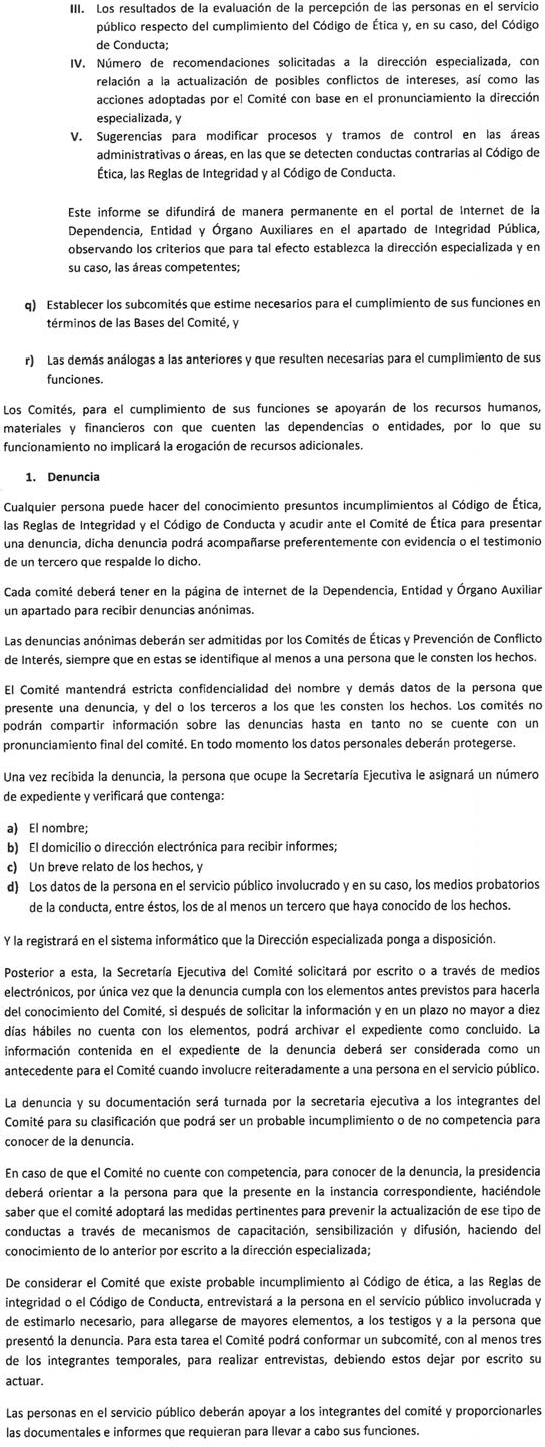 III. Los resultados de la evaluación de la percepción de las personas en el servicio
público respecto del cumplimiento del Código de Ética y, en su caso, del Código
de Conducta;
IV. Número de recomendaciones solicitadas a la dirección especializada, con
relación a la actualización de posibles conflictos de intereses, así como las
acciones adoptadas por el Comité con base en el pronunciamiento la dirección
especializada, y
V. Sugerencias para modificar procesos y tramos de control en las áreas
administrativas o áreas, en las que se detecten conductas contrarias al Código de
Ética, las Reglas de Integridad y al Código de Conducta.
Este informe se difundirá de manera permanente en el portal de Internet de la
Dependencia, Entidad y Órgano Auxiliares en el apartado de Integridad Pública,
observando los criterios que para tal efecto establezca la dirección especializada y en
su caso, las áreas competentes;
q) Establecer los subcomités que estime necesarios para el cumplimiento de sus funciones en
términos de las Bases del Comité, y
r) Las demás análogas a las anteriores y que resulten necesarias para el cumplimiento de sus
funciones.
Los Comités, para el cumplimiento de sus funciones se apoyarán de los recursos humanos,
materiales y financieros con que cuenten las dependencias o entidades, por lo que su
funcionamiento no implicará la erogación de recursos adicionales.
1. Denuncia
Cualquier persona puede hacer del conocimiento presuntos incumplimientos al Código de Ética,
las Reglas de Integridad y el Código de Conducta y acudir ante el Comité de Ética para presentar
una denuncia, dicha denuncia podrá acompañarse preferentemente con evidencia o el testimonio
de un tercero que respalde lo dicho.
Cada comité deberá tener en la página de internet de la Dependencia, Entidad y Órgano Auxiliar
un apartado para recibir denuncias anónimas.
Las denuncias anónimas deberán ser admitidas por los Comités de Éticas y Prevención de Conflicto
de Interés, siempre que en estas se identifique al menos a una persona que le consten los hechos.
El Comité mantendrá estricta confidencialidad del nombre y demás datos de la persona que
presente una denuncia, y del o los terceros a los que les consten los hechos. Los comités no
podrán compartir información sobre las denuncias hasta en tanto no se cuente con un
pronunciamiento final del comité. En todo momento los datos personales deberán protegerse.
Una vez recibida la denuncia, la persona que ocupe la Secretaría Ejecutiva le asignará un número
de expediente y verificará que contenga:
a) El nombre;
b) El domicilio o dirección electrónica para recibir informes;
c) Un breve relato de los hechos, y
d) Los datos de la persona en el servicio público involucrado y en su caso, los medios probatorios
de la conducta, entre éstos, los de al menos un tercero que haya conocido de los hechos.
Y la registrará en el sistema informático que la Dirección especializada ponga a disposición.
Posterior a esta, la Secretaría Ejecutiva del Comité solicitará por escrito o a través de medios
electrónicos, por única vez que la denuncia cumpla con los elementos antes previstos para hacerla
del conocimiento del Comité, si después de solicitar la información y en un plazo no mayor a diez
días hábiles no cuenta con los elementos, podrá archivar el expediente como concluido. La
información contenida en el expediente de la denuncia deberá ser considerada como un
antecedente para el Comité cuando involucre reiteradamente a una persona en el servicio público.
La denuncia y su documentación será turnada por la secretaria ejecutiva a los integrantes del
Comité para su clasificación que podrá ser un probable incumplimiento o de no competencia para
conocer de la denuncia.
En caso de que el Comité no cuente con competencia, para conocer de la denuncia, la presidencia
deberá orientar a la persona para que la presente en la instancia correspondiente, haciéndole
saber que el comité adoptará las medidas pertinentes para prevenir la actualización de ese tipo de
conductas a través de mecanismos de capacitación, sensibilización y difusión, haciendo del
conocimiento de lo anterior por escrito a la dirección especializada;
De considerar el Comité que existe probable incumplimiento al Código de ética, a las Reglas de
integridad o el Código de Conducta, entrevistará a la persona en el servicio público involucrada y
de estimarlo necesario, para allegarse de mayores elementos, a los testigos y a la persona que
presentó la denuncia. Para esta tarea el Comité podrá conformar un subcomité, con al menos tres
de los integrantes temporales, para realizar entrevistas, debiendo estos dejar por escrito su
actuar.
Las personas en el servicio público deberán apoyar a los integrantes del comité y proporcionarles
las documentales e informes que requieran para llevar a cabo sus funciones.